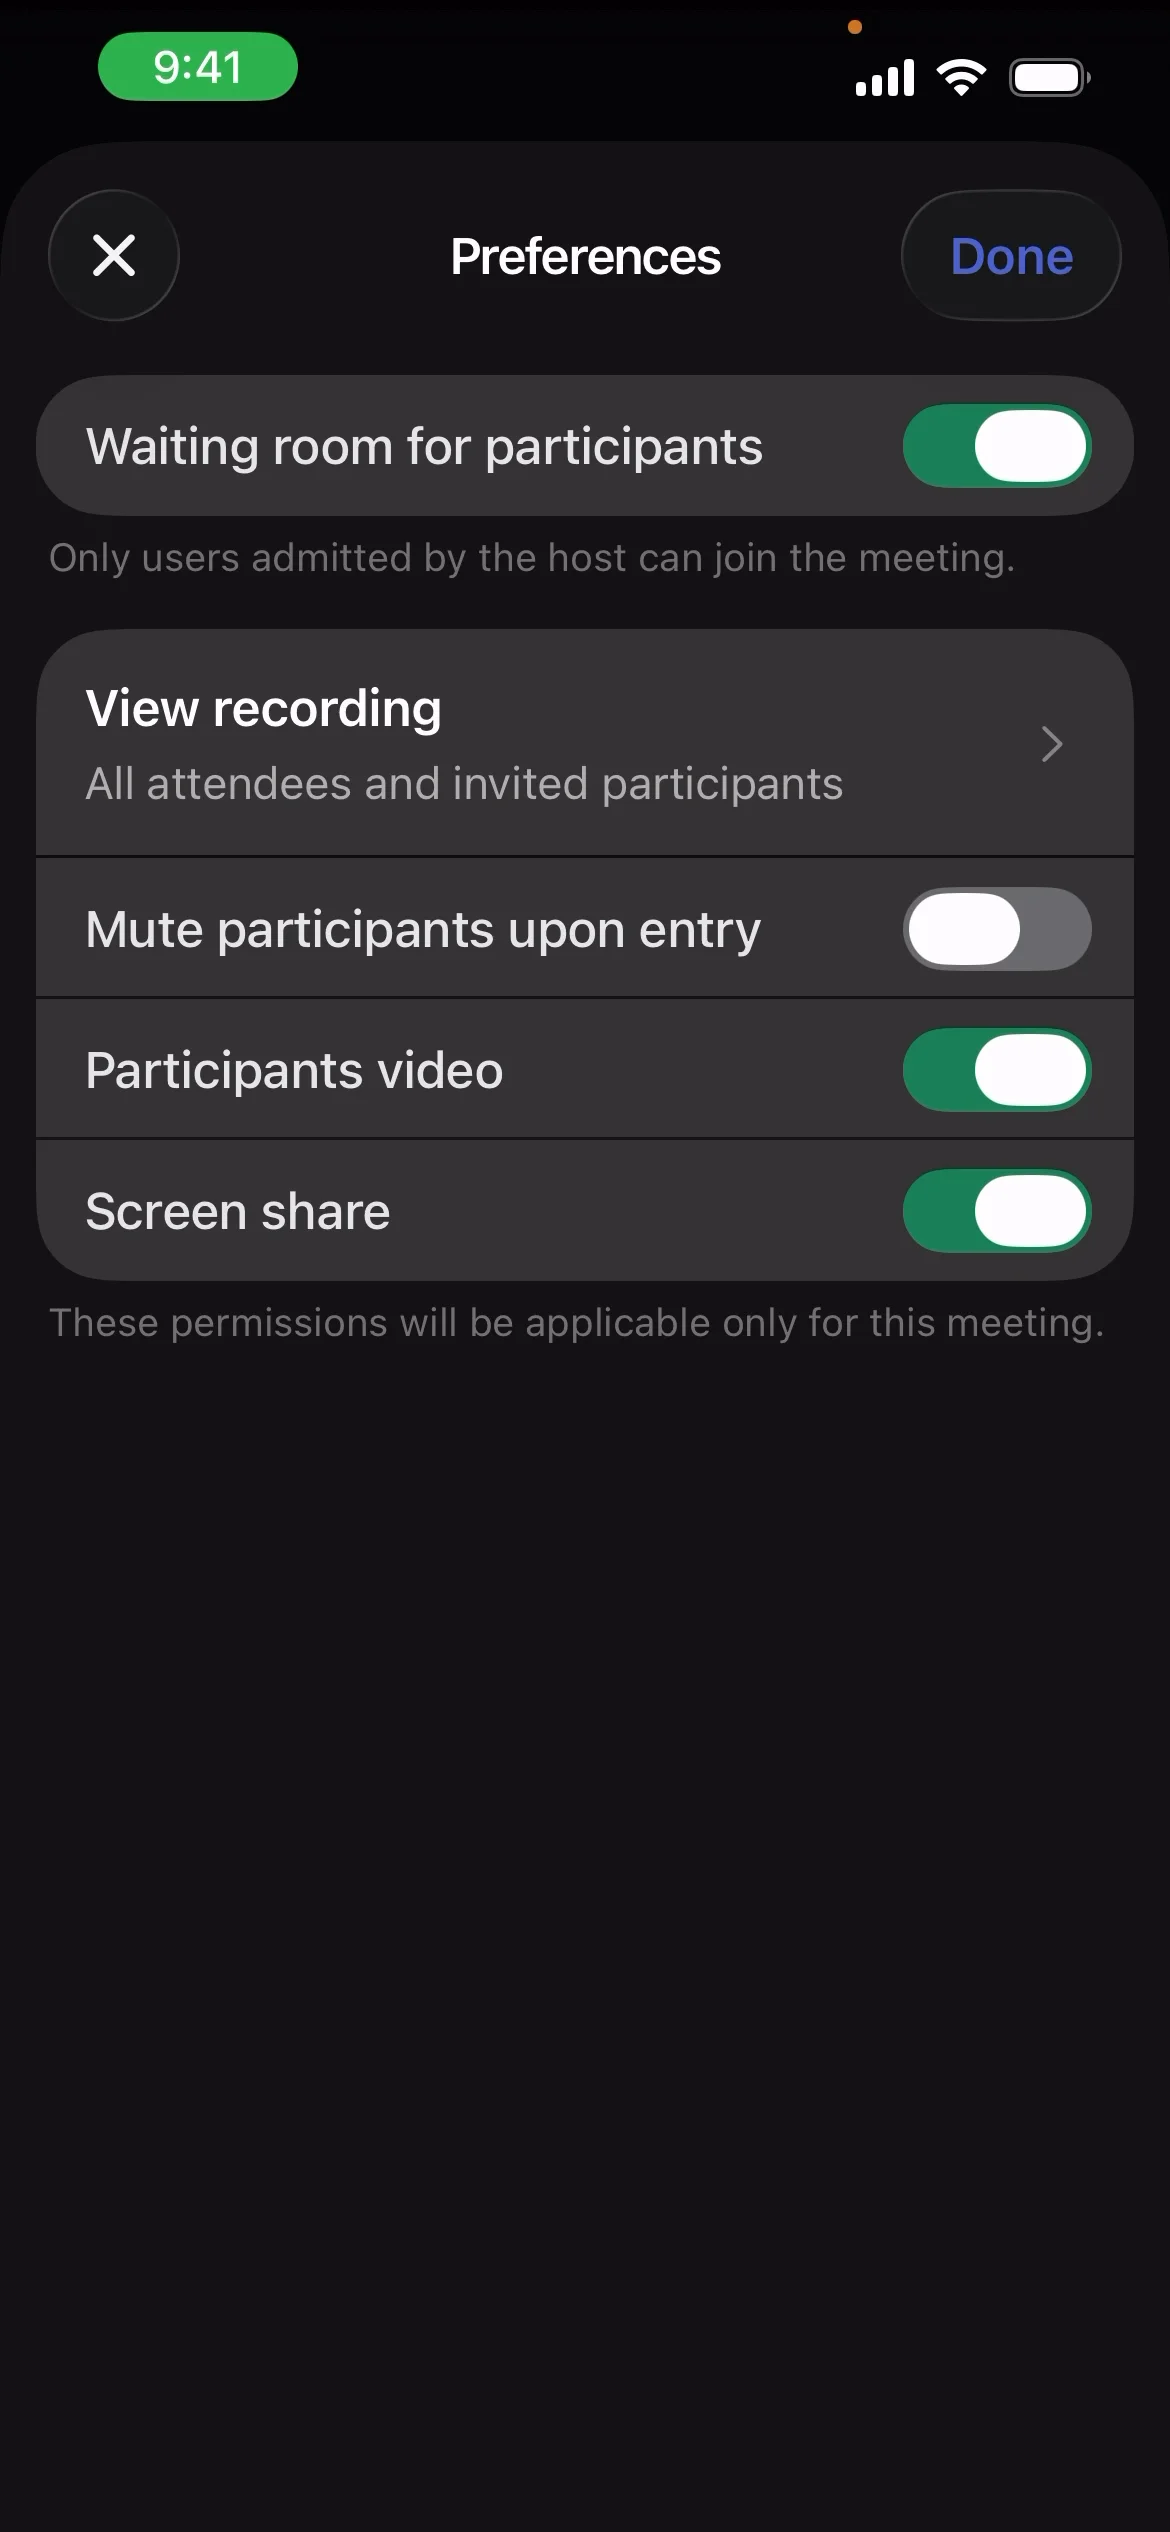 9:41
Preferences
Done
Waiting room for participants
Only users admitted by the host can join the meeting.
View recording
All attendees and invited participants
Mute participants upon entry
Participants video
Screen share
These permissions will be applicable only for this meeting.